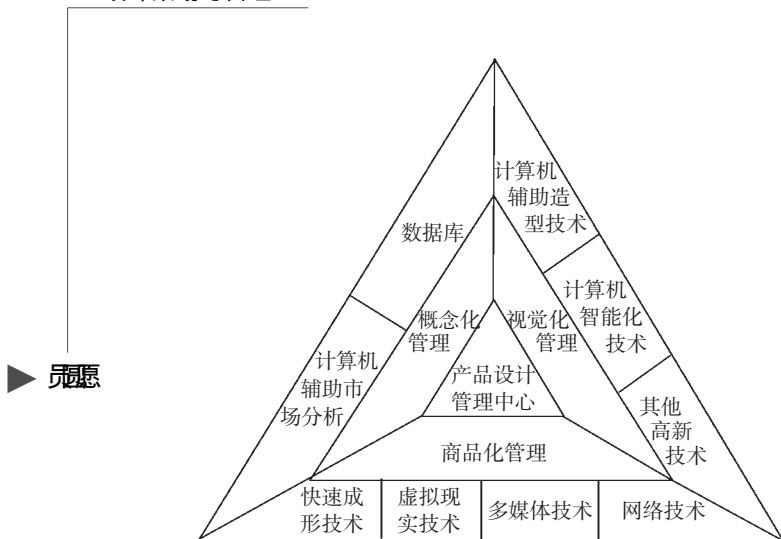 数据库
计算机
辅助市
场分析
计算机
辅助造
型技术
计算机
智能化
技术
其他
高新
技术
概念化
管理
视觉化
管理
产品设计
管理中心
商品化管理
快速成
形技术
虚拟现
实技术
多媒体技术
网络技术